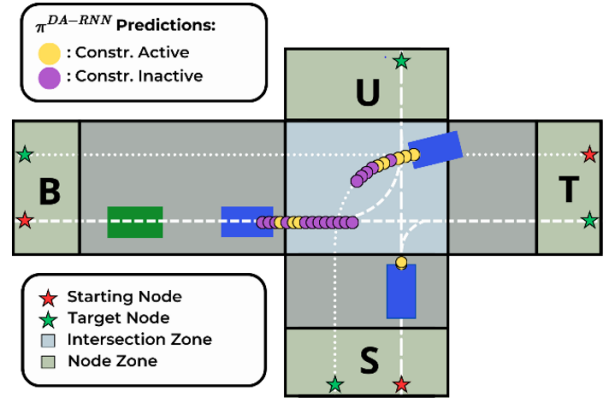 π^DA−RNN Predictions:
: Constr. Active
: Constr. Inactive
U
B
T
S
Starting Node
Target Node
Intersection Zone
Node Zone